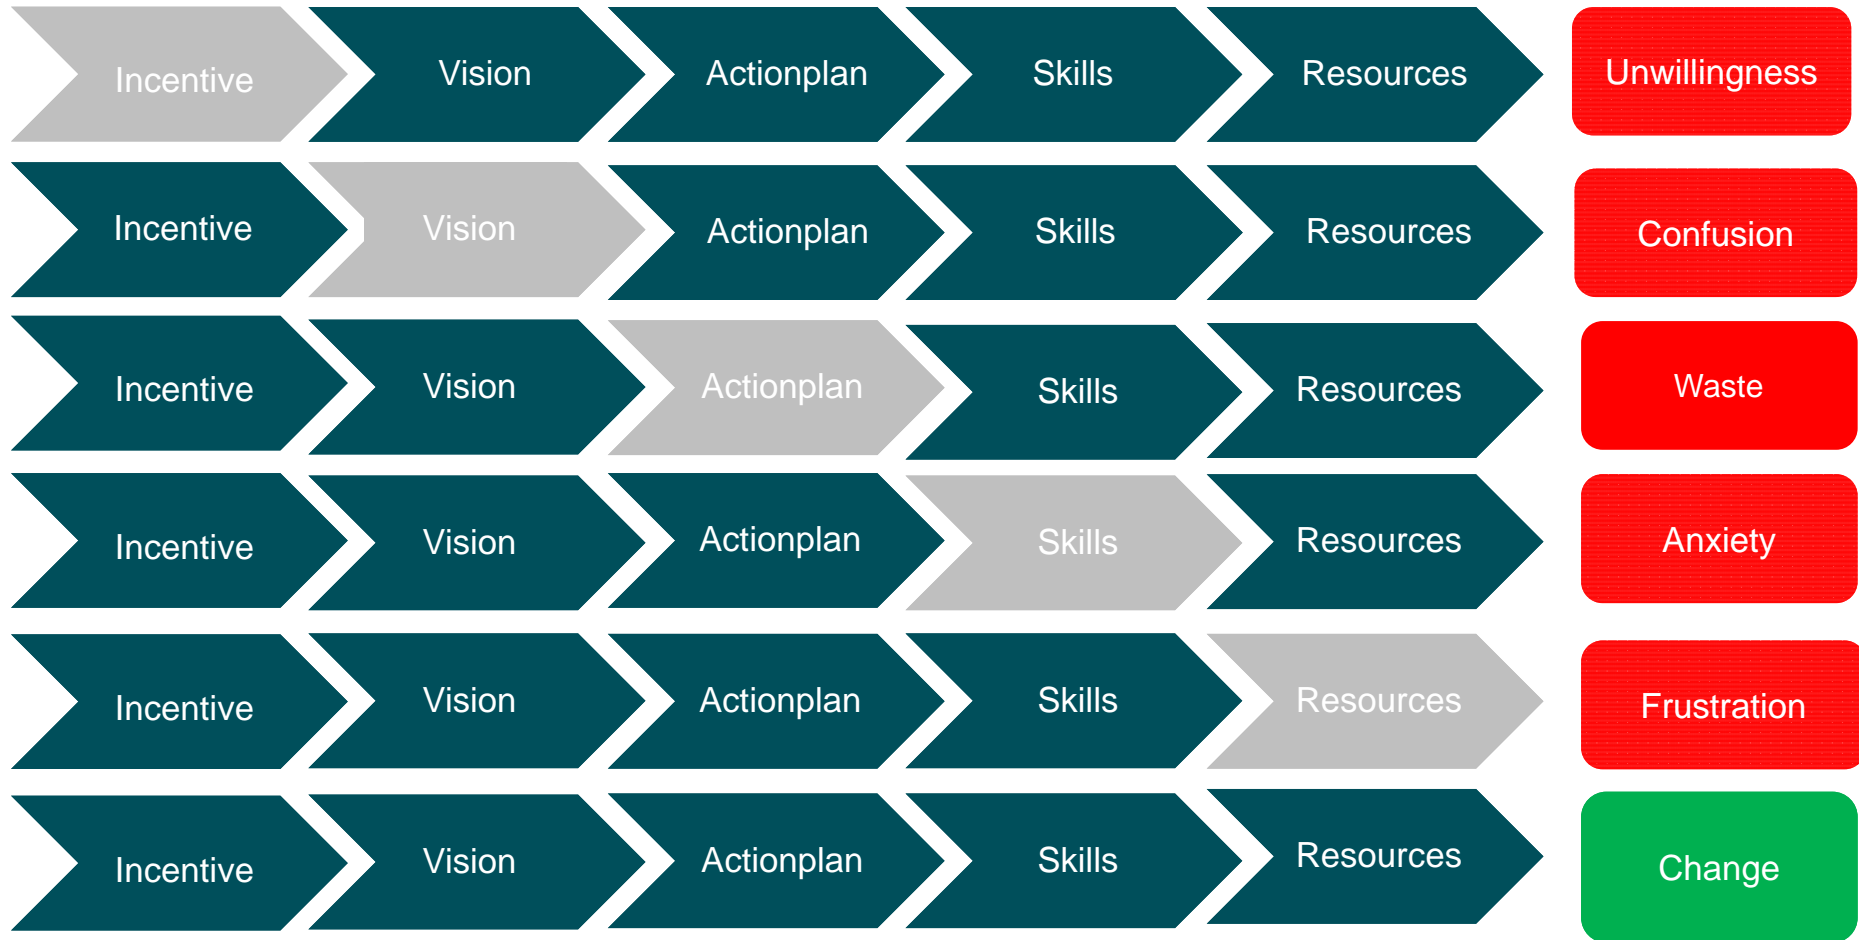 Incentive Vision Actionplan Skills Resources Unwillingness
Incentive Vision Actionplan Skills Resources Confusion
Incentive Vision Actionplan Skills Resources Waste
Incentive Vision Actionplan Skills Resources Anxiety
Incentive Vision Actionplan Skills Resources Frustration
Incentive Vision Actionplan Skills Resources Change